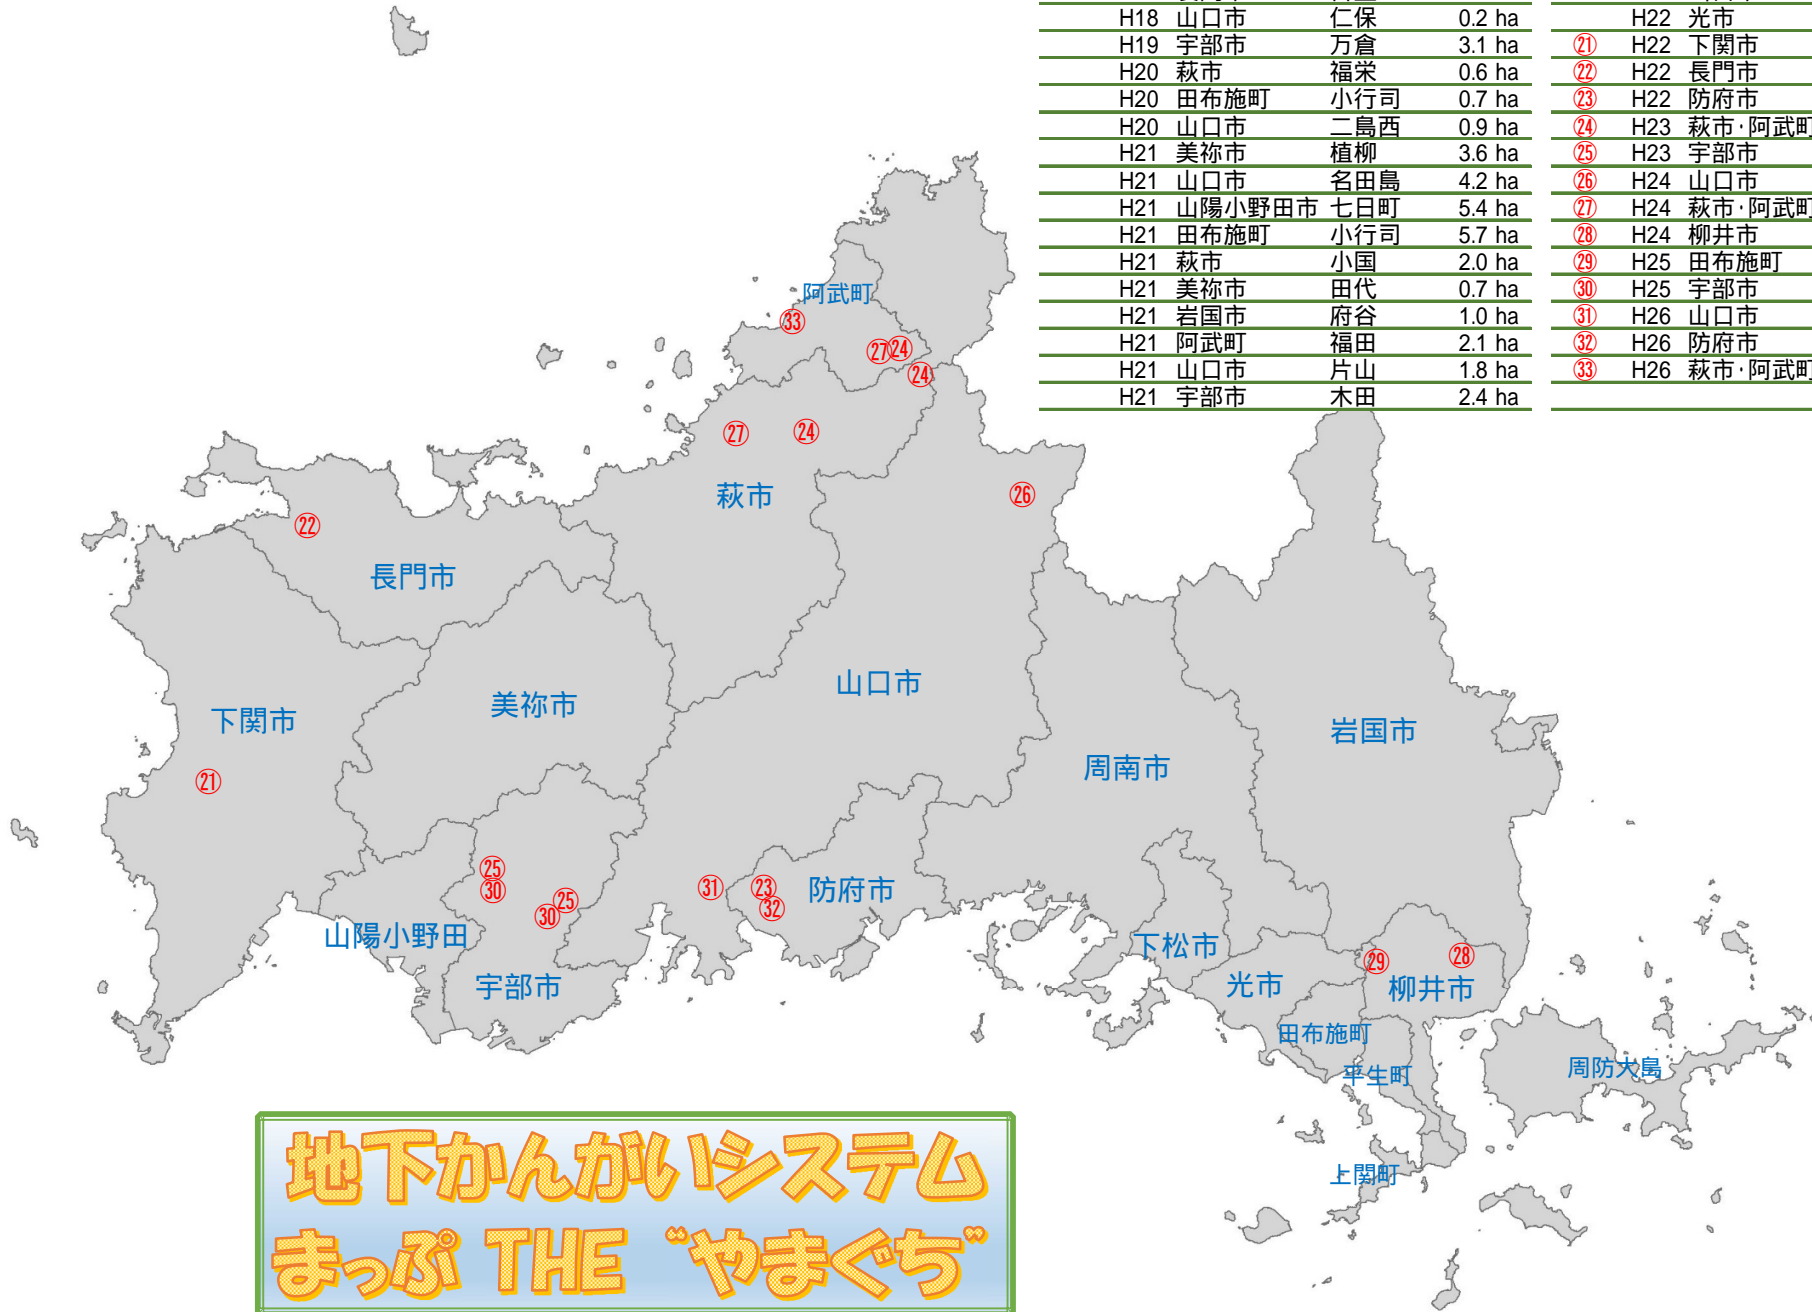 H18 山口市 仁保 0.2 ha
H19 宇部市 万倉 3.1 ha
H20 萩市 福栄 0.6 ha
H20 田布施町 小行司 0.7 ha
H20 山口市 二島西 0.9 ha
H21 美祢市 植柳 3.6 ha
H21 山口市 名田島 4.2 ha
H21 山陽小野田市 七日町 5.4 ha
H21 田布施町 小行司 5.7 ha
H21 萩市 小国 2.0 ha
H21 美祢市 田代 0.7 ha
H21 岩国市 府谷 1.0 ha
H21 阿武町 福田 2.1 ha
H21 山口市 片山 1.8 ha
H21 宇部市 木田 2.4 ha
H22 光市
㉑ H22 下関市
㉒ H22 長門市
㉓ H22 防府市
㉔ H23 萩市・阿武町
㉕ H23 宇部市
㉖ H24 山口市
㉗ H24 萩市・阿武町
㉘ H24 柳井市
㉙ H25 田布施町
㉚ H25 宇部市
㉛ H26 山口市
㉜ H26 防府市
㉝ H26 萩市・阿武町
阿武町
㉝
㉗ ㉔
㉔
㉗ ㉔
萩市
㉖
㉒
長門市
山口市
美祢市
下関市
岩国市
周南市
㉑
㉕
㉚
㉚ ㉕
㉛ ㉓
㉜
防府市
山陽小野田
宇部市
下松市
㉙ ㉘
光市
柳井市
田布施町
平生町
周防大島
上関町
地下かんがいシステム
まっぷ THE “やまぐち”